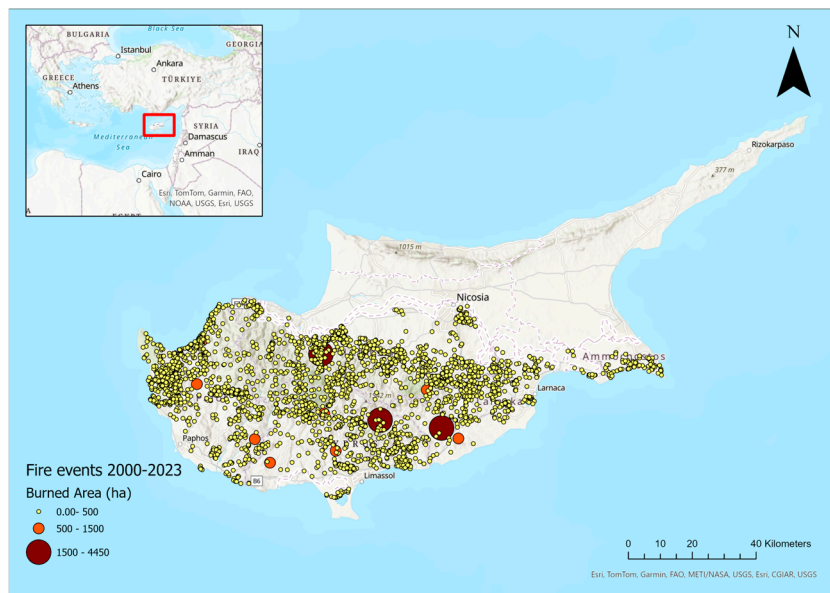 Black Sea
BULGARIA
GEORGIA
Istanbul
Ankara
GREECE
TÜRKIYE
Athens
SYRIA
Mediterranean
Sea
Damascus
Amman
IRAQ
Cairo
Esri, TomTom, Garmin, FAO,
NOAA, USGS, Esri, USGS
N
Rizokarpaso
377 m
1015 m
Nicosia
Larnaca
Paphos
Limassol
B6
Fire events 2000-2023
Burned Area (ha)
0.00- 500
500 - 1500
1500 - 4450
0 10 20 40 Kilometers
Esri, TomTom, Garmin, FAO, METI/NASA, USGS, Esri, CGIAR, USGS